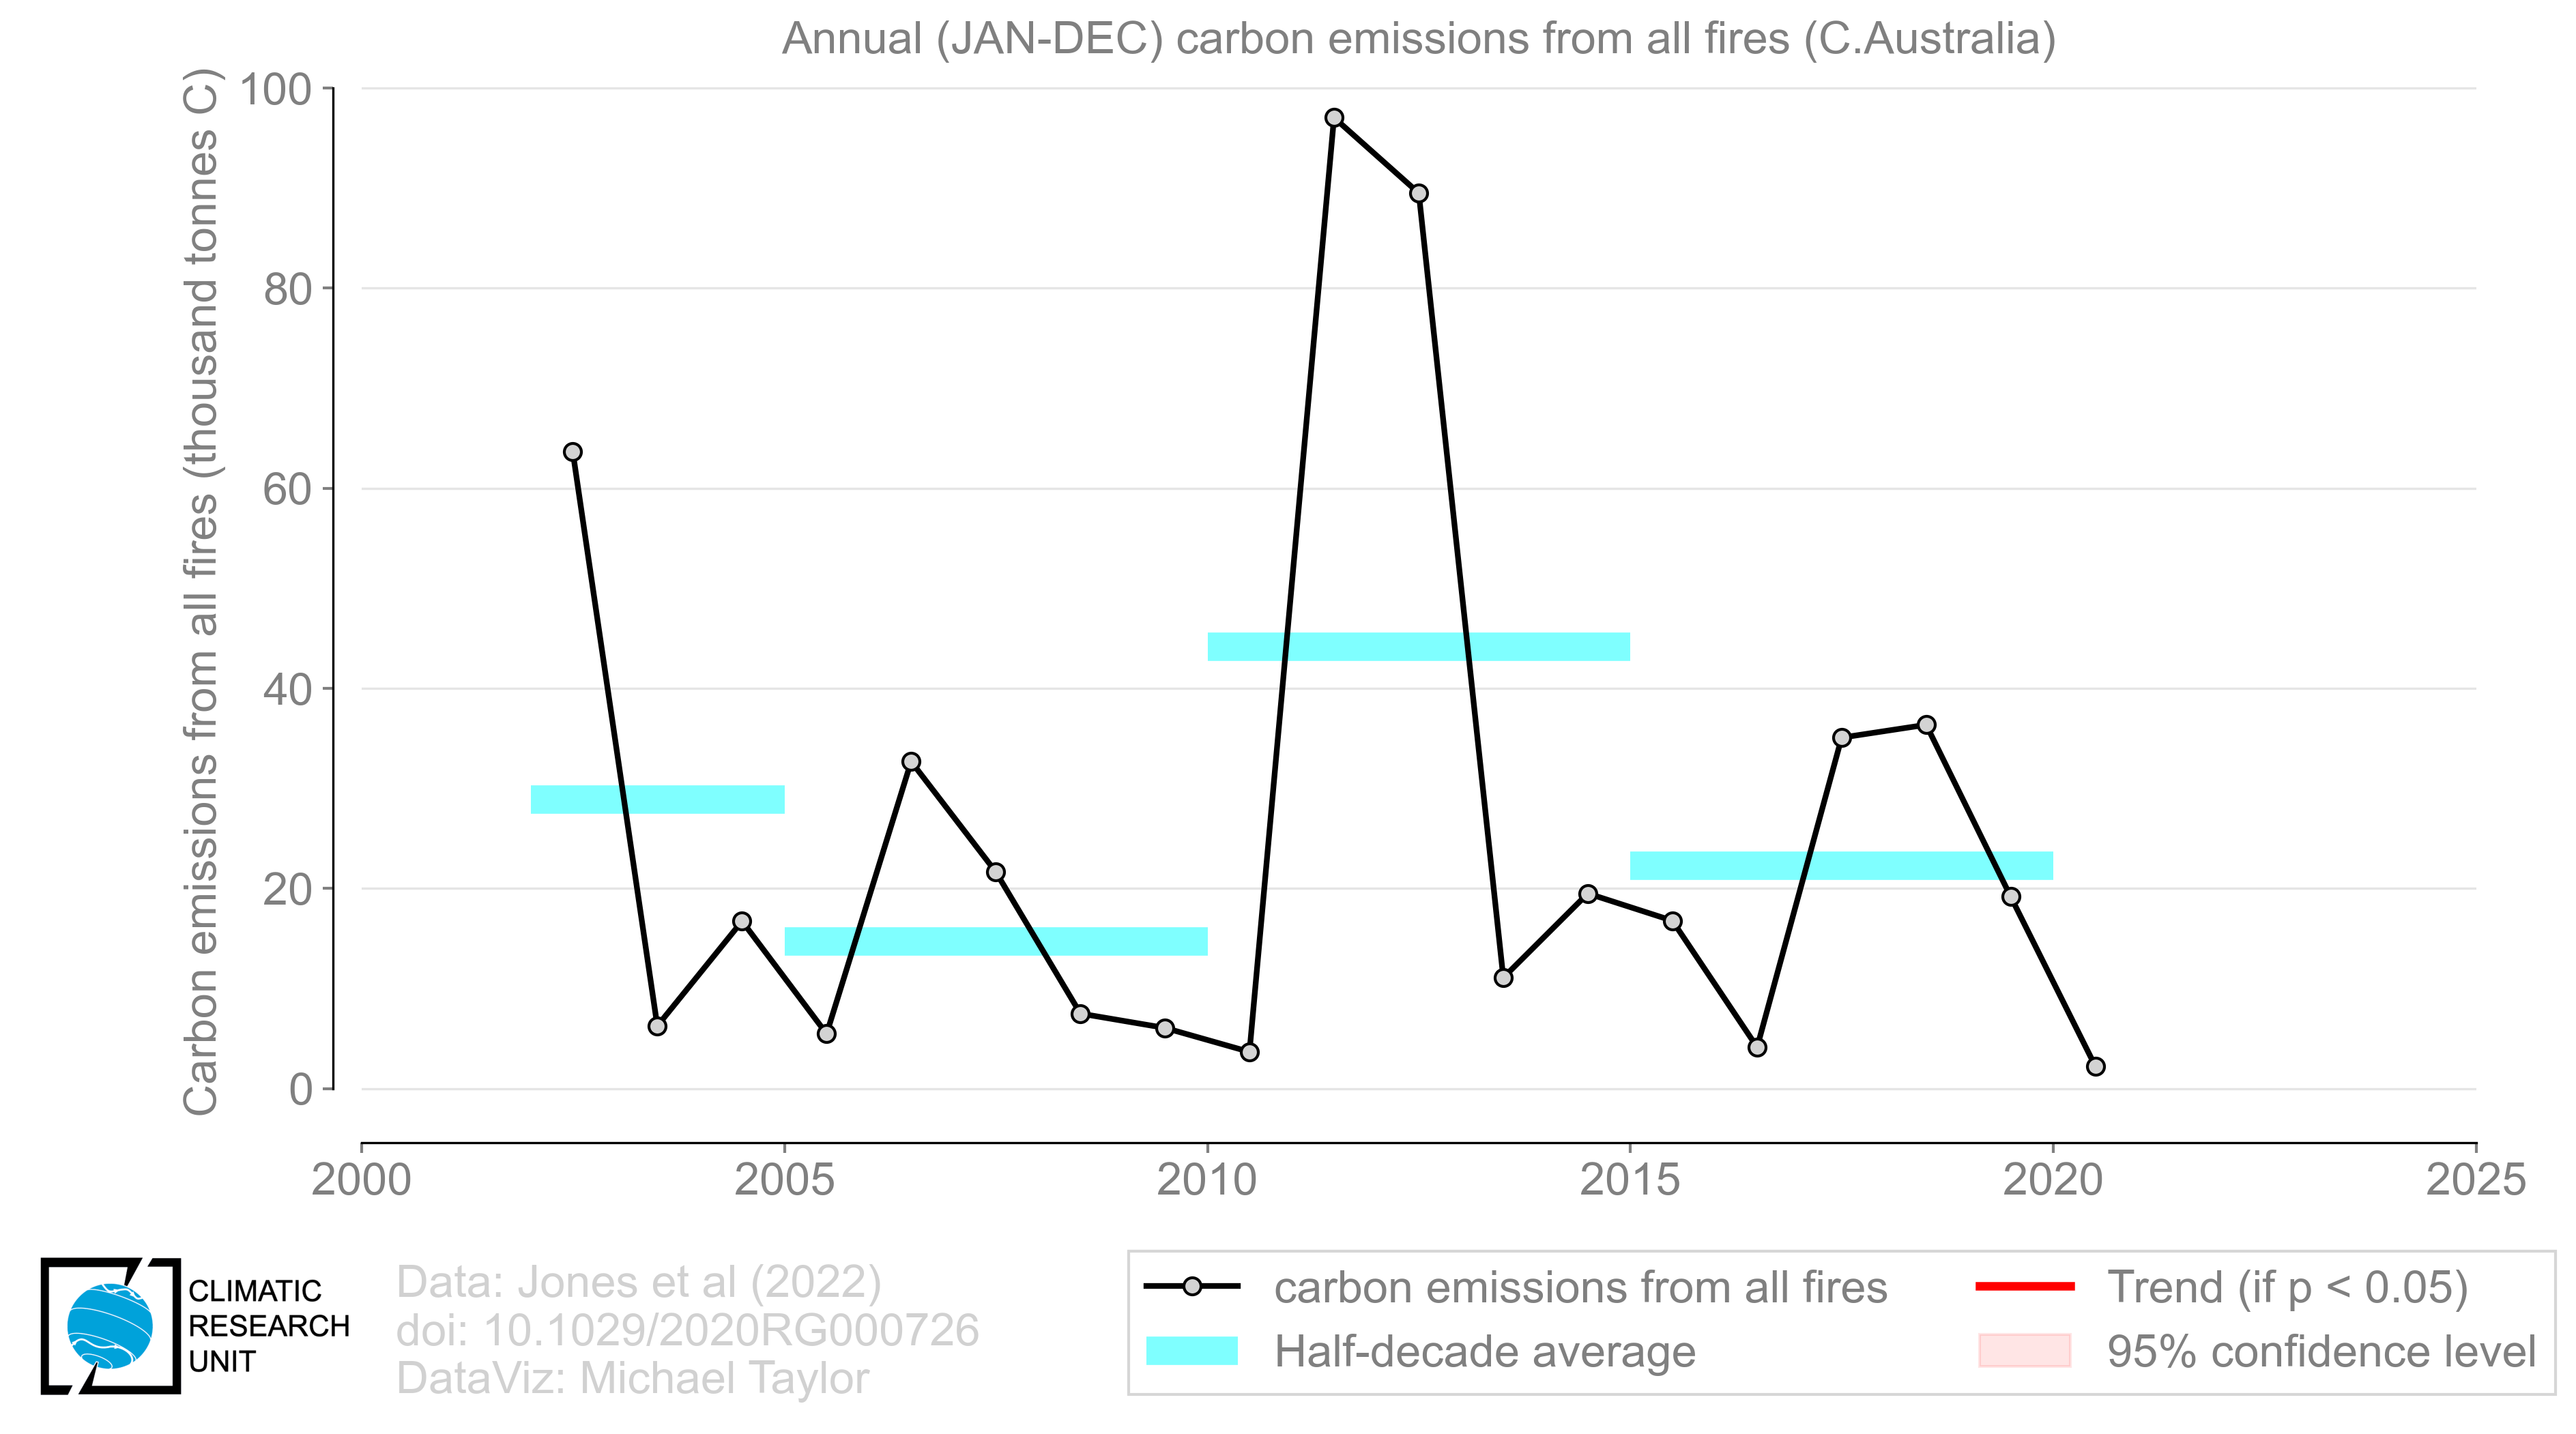 Annual (JAN-DEC) carbon emissions from all fires (C.Australia)
Carbon emissions from all fires (thousand tonnes C)
100
80
60
40
20
0
2000 2005 2010 2015 2020 2025
CLIMATIC
RESEARCH
UNIT
Data: Jones et al (2022)
doi: 10.1029/2020RG000726
DataViz: Michael Taylor
carbon emissions from all fires
Half-decade average
Trend (if p < 0.05)
95% confidence level